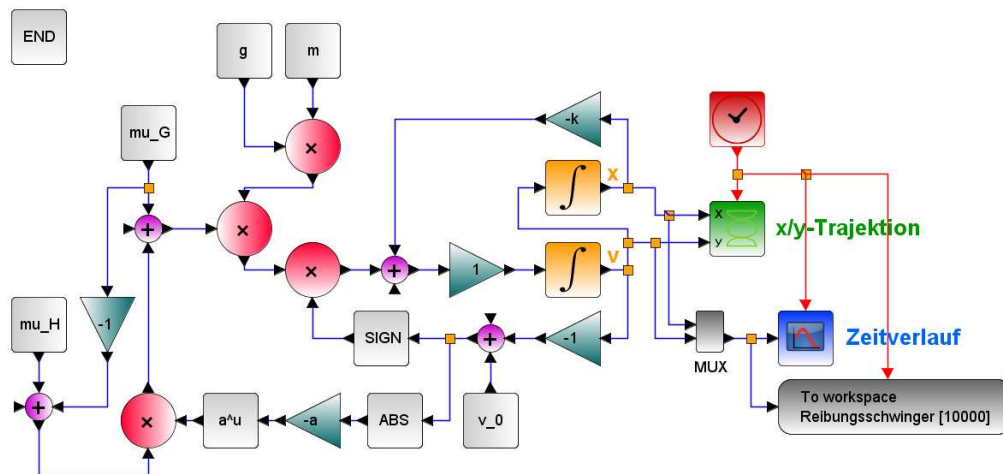 END
g
m
mu_G
-k
×
x
×
+
x/y-Trajektion
X
Y
∫
×
+
1
∫
v
-1
mu_H
SIGN
+
-1
MUX
Zeitverlauf
+
×
a^u
-a
ABS
v_0
To workspace
Reibungsschwinger [10000]